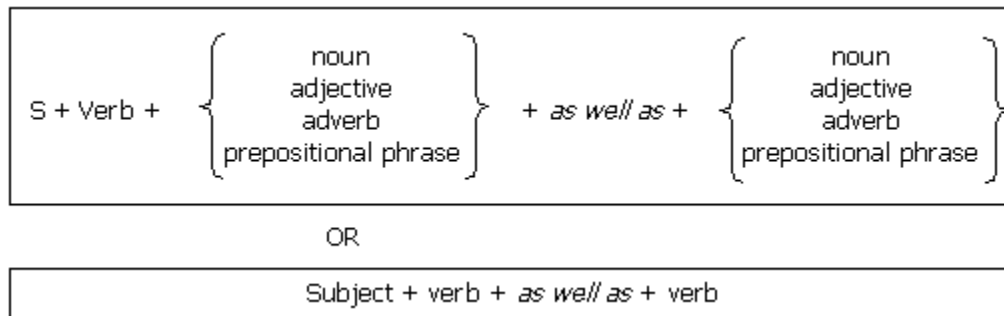 noun noun
adjective adjective
S + Verb + adverb + as well as + adverb
prepositional phrase prepositional phrase
OR
Subject + verb + as well as + verb